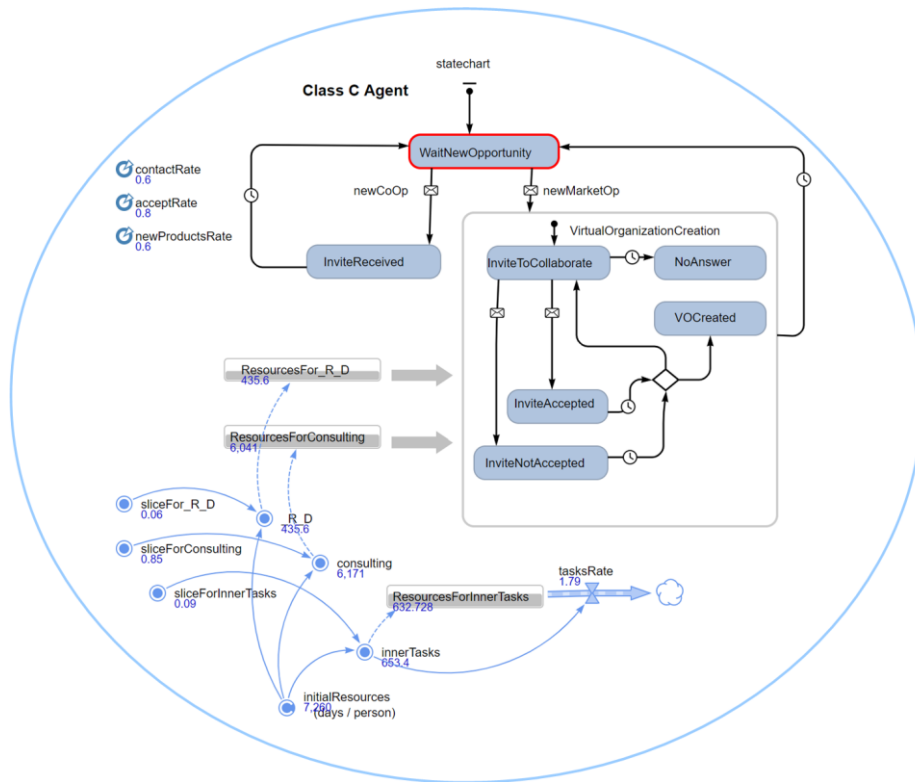 statechart
Class C Agent
WaitNewOpportunity
contactRate
0.6
acceptRate
0.8
newProductsRate
0.6
newCoOp
newMarketOp
VirtualOrganizationCreation
InviteReceived
InviteToCollaborate
NoAnswer
VOCreated
ResourcesFor_R_D
435.6
InviteAccepted
ResourcesForConsulting
6,041
InviteNotAccepted
sliceFor_R_D
0.06
_R_D
435.6
sliceForConsulting
0.85
consulting
6,171
tasksRate
1.79
sliceForInnerTasks
0.09
ResourcesForInnerTasks
632.728
innerTasks
653.4
initialResources
7,260
(days / person)